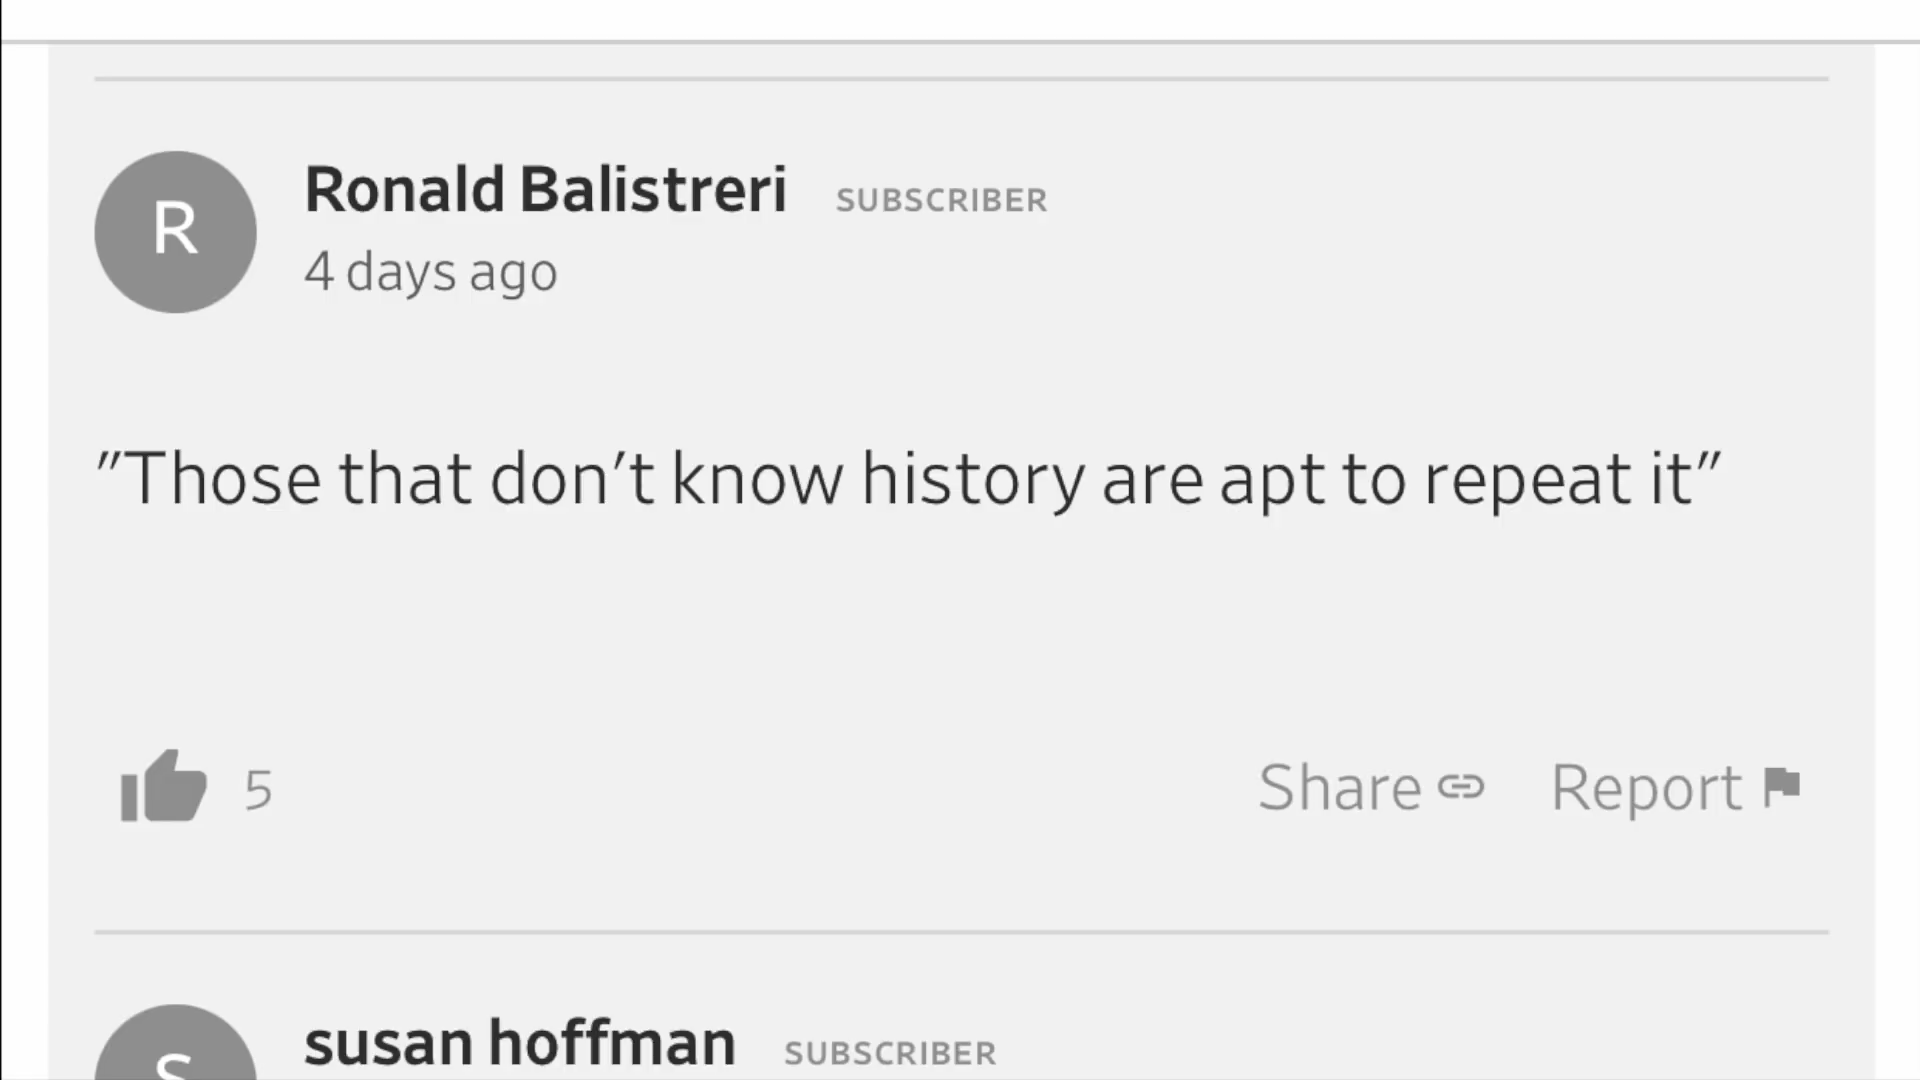 R
Ronald Balistreri SUBSCRIBER
4 days ago
"Those that don't know history are apt to repeat it"
5 Share Report
S
susan hoffman SUBSCRIBER